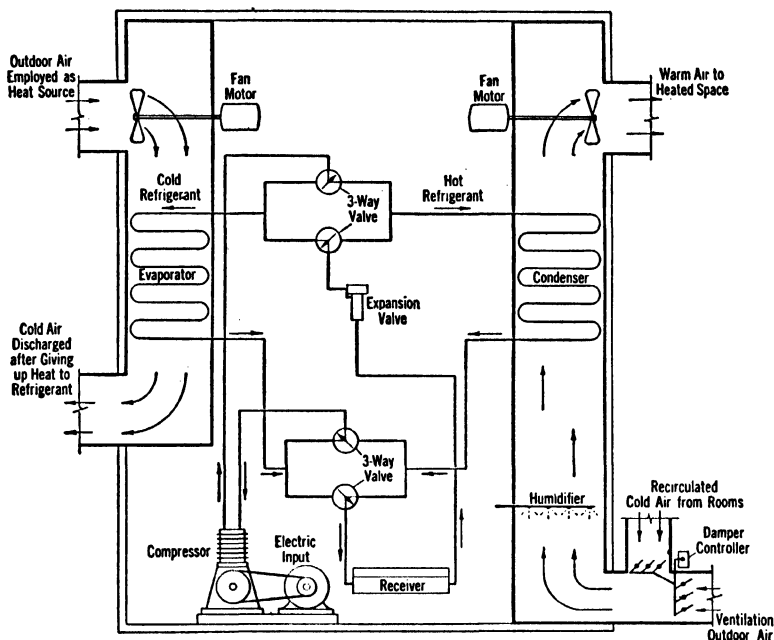 Outdoor Air
Employed as
Heat Source
Fan
Motor
Fan
Motor
Warm Air to
Heated Space
Cold
Refrigerant
3-Way
Valve
Hot
Refrigerant
Evaporator
Expansion
Valve
Condenser
Cold Air
Discharged
after Giving
up Heat to
Refrigerant
3-Way
Valve
Humidifier
Recirculated
Cold Air from Rooms
Damper
Controller
Compressor
Electric
Input
Receiver
Ventilation
Outdoor Air